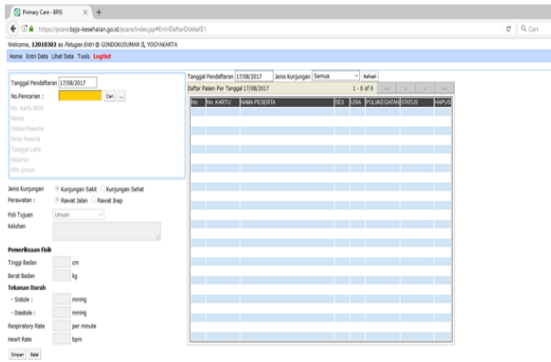 Primary Care - BPJS
https://pcare.bpjs-kesehatan.go.id/pcare/index.jsp#EntriDaftarDokkel$1
Cari
Welcome, 12010302 as Petugas Entri @ GONDOKUSUMAN II, YOGYAKARTA
Home Entri Data Lihat Data Tools LogOut
Tanggal Pendaftaran 17/08/2017
No.Pencarian : Cari ...
No. Kartu BPJS
Nama
Status Peserta
Jenis Peserta
Tanggal Lahir
Kelamin
PPK Umum
Jenis Kunjungan Kunjungan Sakit Kunjungan Sehat
Perawatan : Rawat Jalan Rawat Inap
Poli Tujuan Umum
Keluhan
Pemeriksaan Fisik
Tinggi Badan cm
Berat Badan kg
Tekanan Darah
- Sistole : mmHg
- Diastole : mmHg
Respiratory Rate per minute
Heart Rate bpm
Simpan Batal
Tanggal Pendaftaran 17/08/2017 Jenis Kunjungan Semua Refresh
Daftar Pasien Per Tanggal 17/08/2017 1 - 0 of 0 << < > >>
No No. KARTU NAMA PESERTA SEX USIA POLI/KEGIATAN STATUS HAPUS